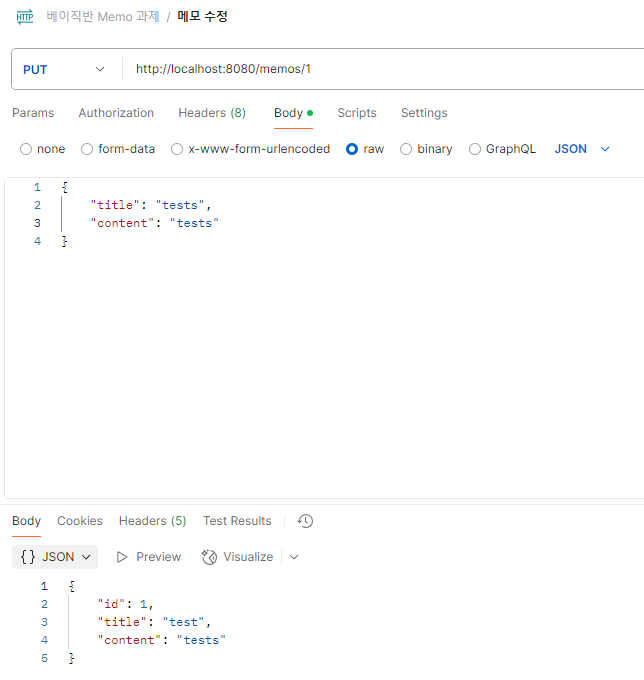 HTTP 베이직반 Memo 과제 / 메모 수정
PUT http://localhost:8080/memos/1
Params Authorization Headers (8) Body Scripts Settings
none form-data x-www-form-urlencoded raw binary GraphQL JSON
1 {
2 "title": "tests",
3 "content": "tests"
4 }
Body Cookies Headers (5) Test Results
{} JSON Preview Visualize
1 {
2 "id": 1,
3 "title": "test",
4 "content": "tests"
5 }